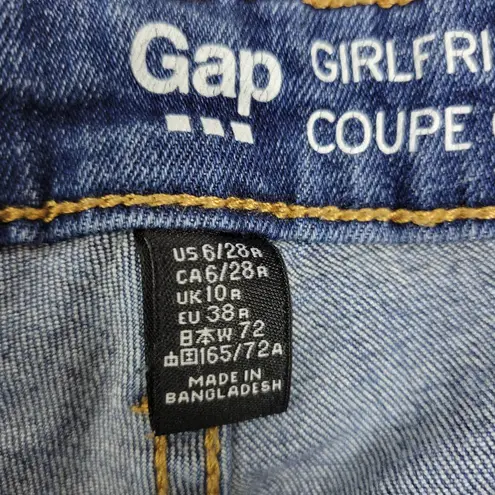 Gap
GIRLFRI
COUPE
US 6/28R
CA 6/28R
UK 10R
EU 38R
日本 W 72
中国 165/72A
MADE IN
BANGLADESH